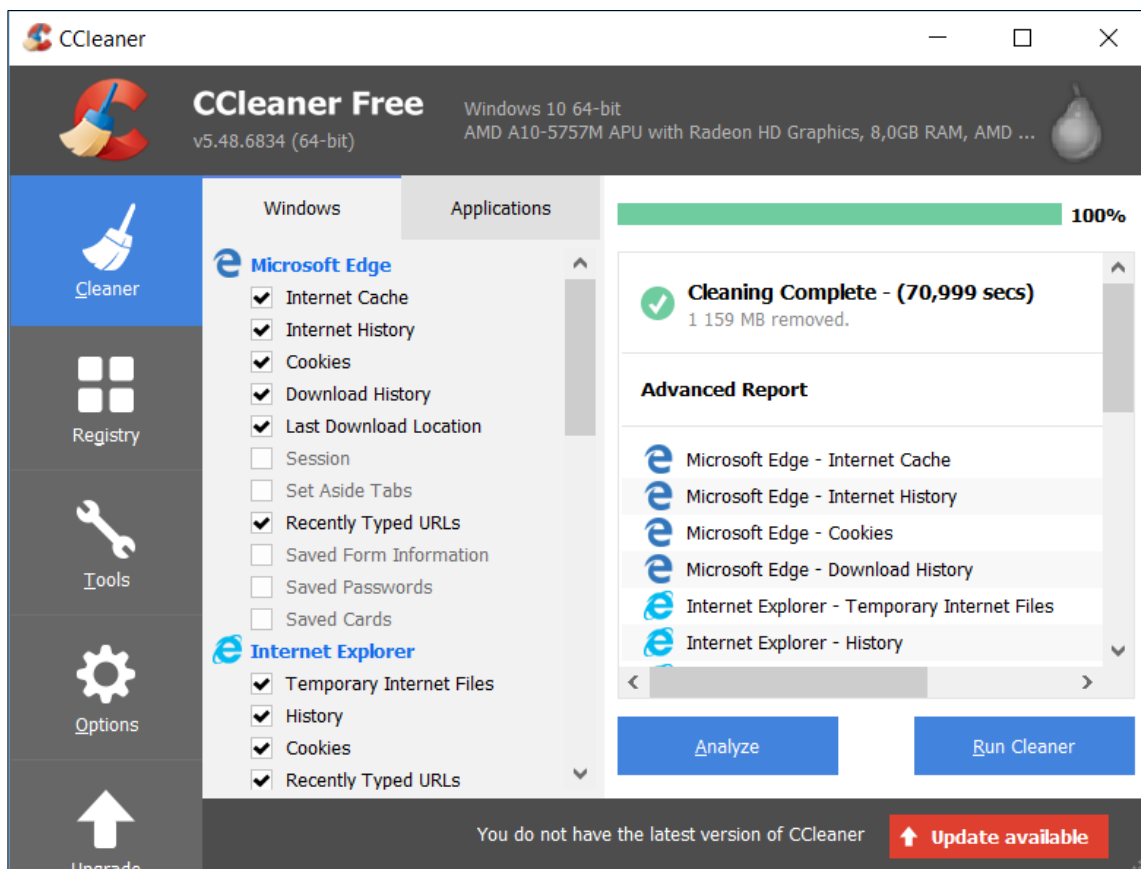 CCleaner
CCleaner Free
v5.48.6834 (64-bit)
Windows 10 64-bit
AMD A10-5757M APU with Radeon HD Graphics, 8,0GB RAM, AMD ...
Cleaner
Registry
Tools
Options
Upgrade
Windows
Applications
Microsoft Edge
Internet Cache
Internet History
Cookies
Download History
Last Download Location
Session
Set Aside Tabs
Recently Typed URLs
Saved Form Information
Saved Passwords
Saved Cards
Internet Explorer
Temporary Internet Files
History
Cookies
Recently Typed URLs
100%
Cleaning Complete - (70,999 secs)
1 159 MB removed.
Advanced Report
Microsoft Edge - Internet Cache
Microsoft Edge - Internet History
Microsoft Edge - Cookies
Microsoft Edge - Download History
Internet Explorer - Temporary Internet Files
Internet Explorer - History
Analyze
Run Cleaner
You do not have the latest version of CCleaner
Update available